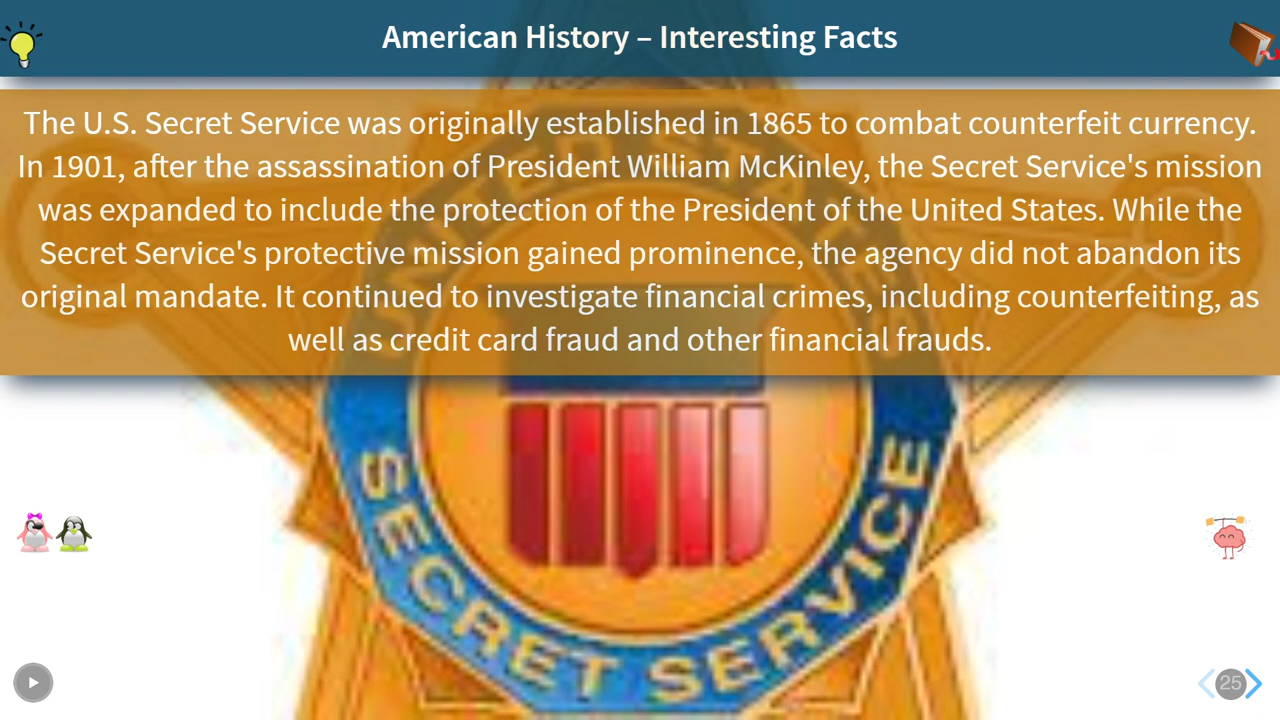 American History – Interesting Facts
The U.S. Secret Service was originally established in 1865 to combat counterfeit currency.
In 1901, after the assassination of President William McKinley, the Secret Service's mission
was expanded to include the protection of the President of the United States. While the
Secret Service's protective mission gained prominence, the agency did not abandon its
original mandate. It continued to investigate financial crimes, including counterfeiting, as
well as credit card fraud and other financial frauds.
SECRET SERVICE
25